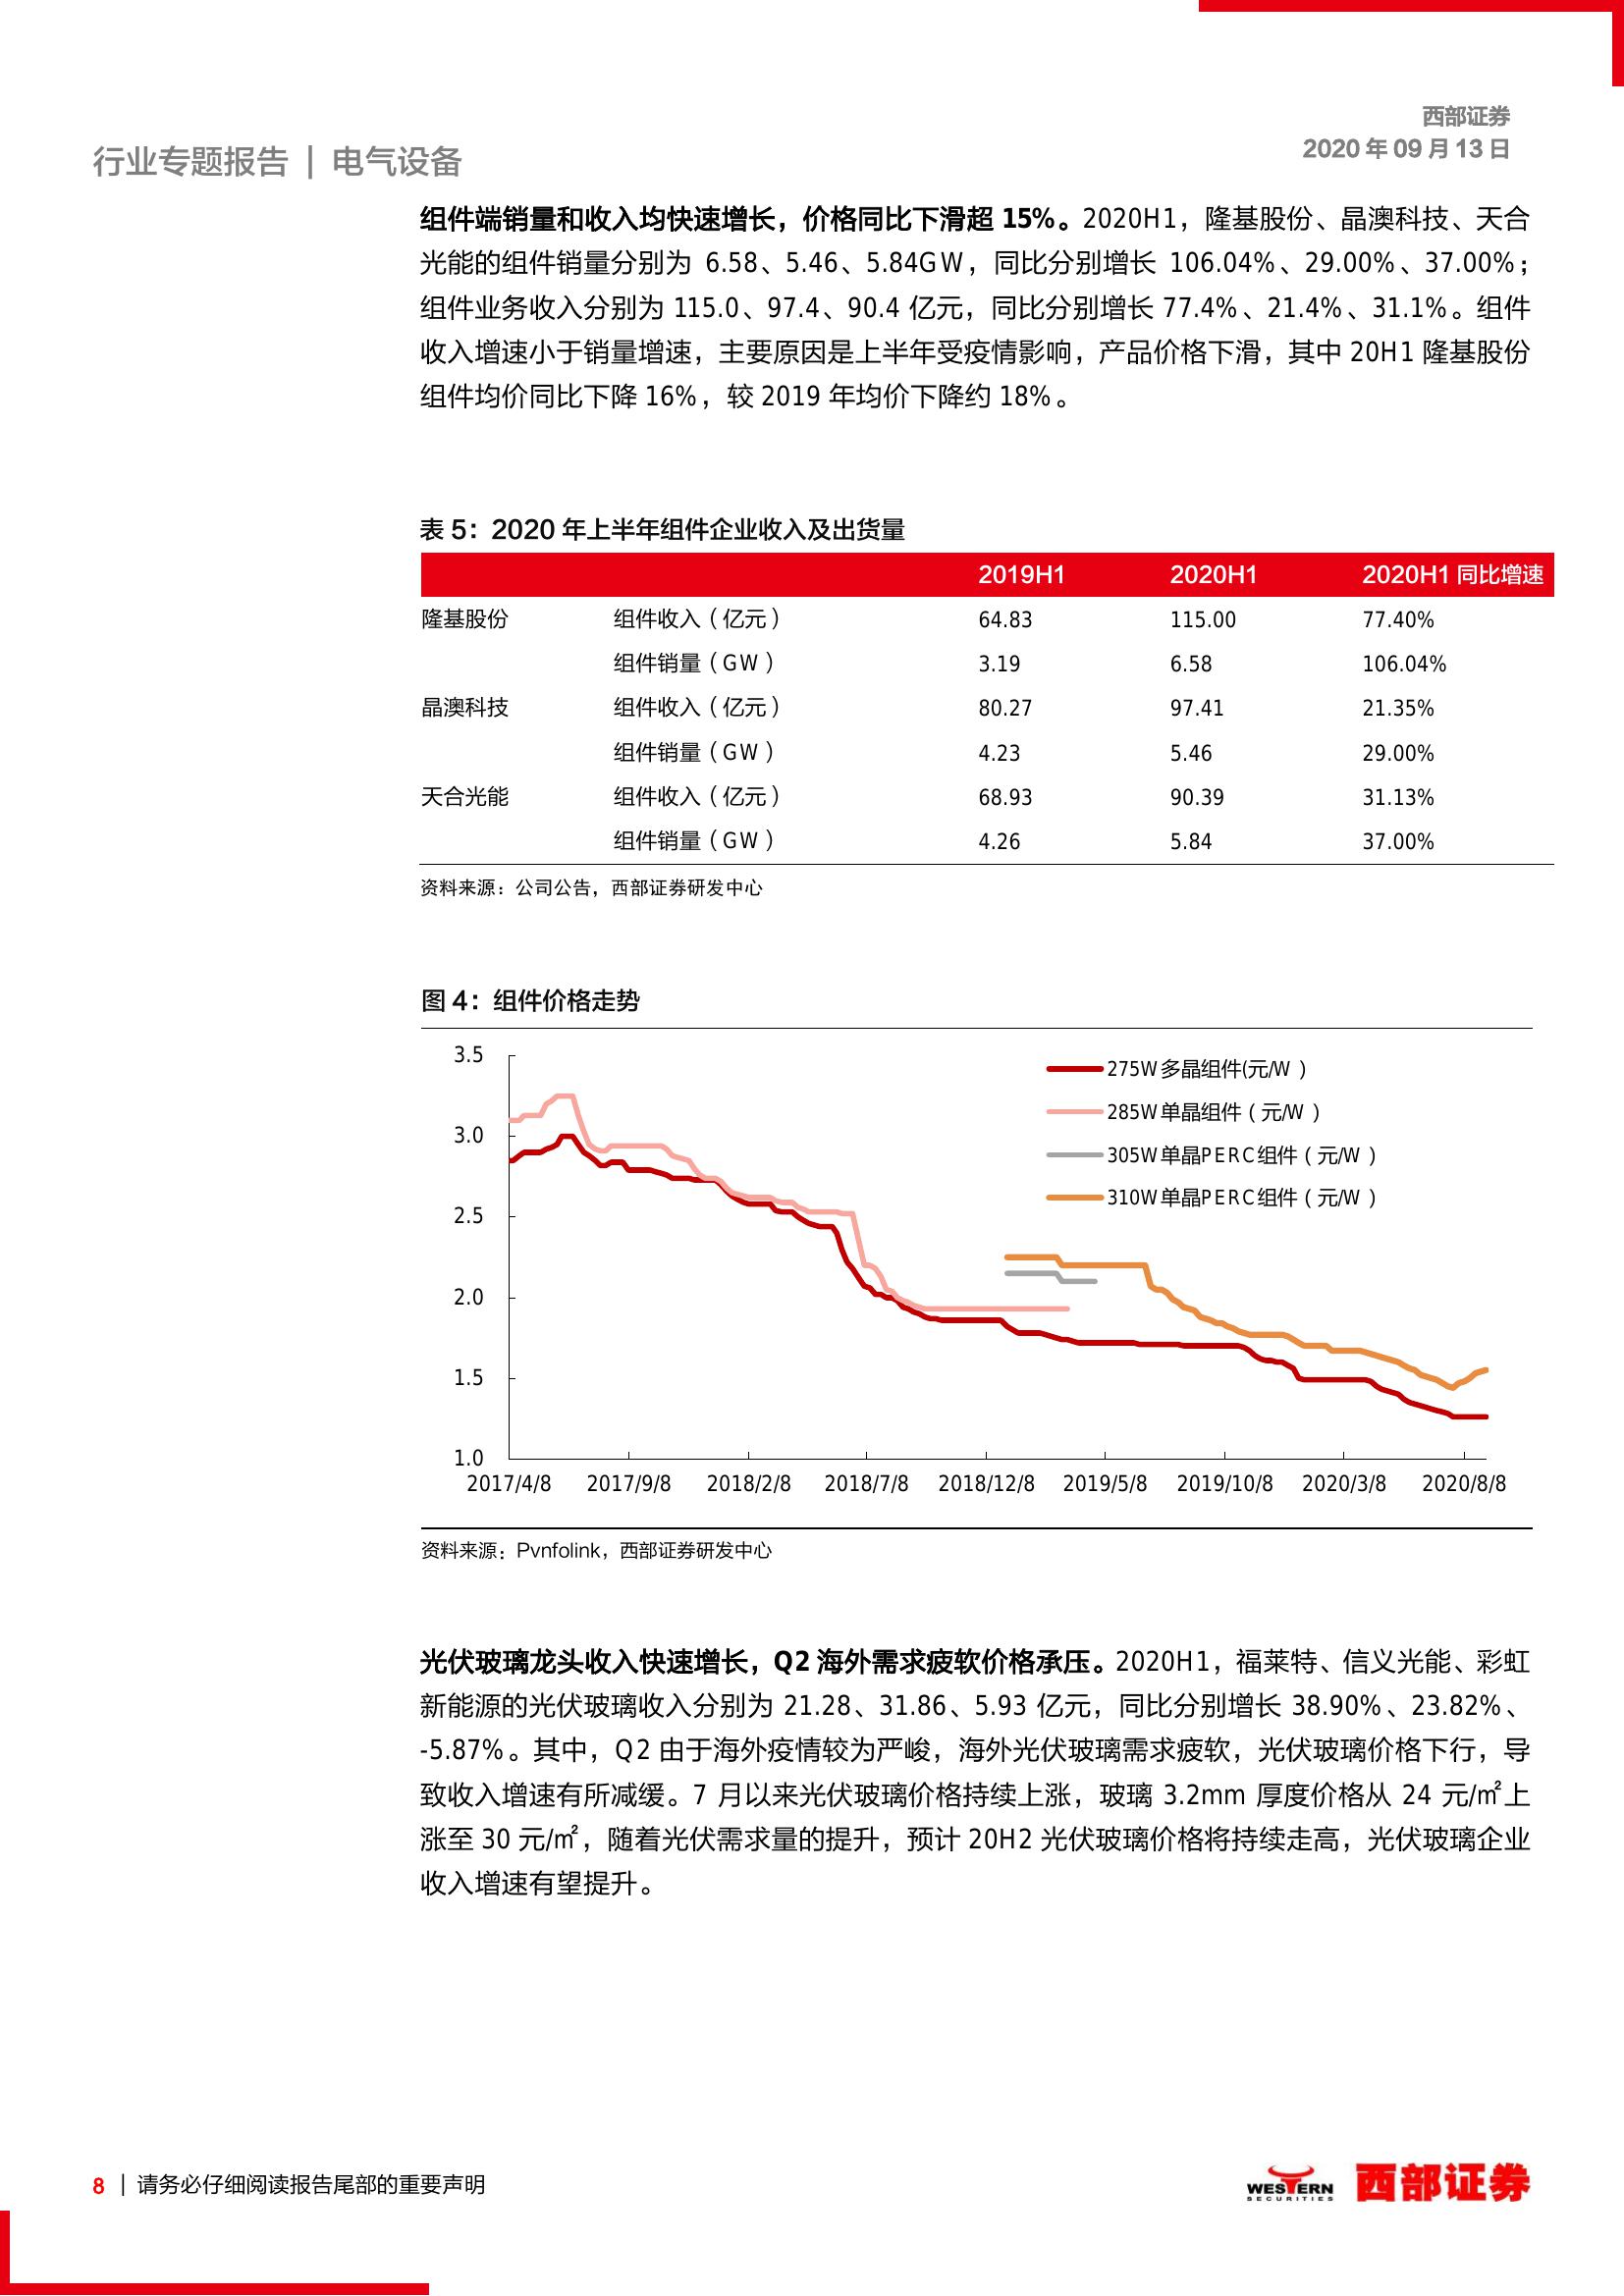 西部证券
2020 年 09 月 13 日
行业专题报告 | 电气设备
组件端销量和收入均快速增长，价格同比下滑超 15%。2020H1，隆基股份、晶澳科技、天合
光能的组件销量分别为 6.58、5.46、5.84GW，同比分别增长 106.04%、29.00%、37.00%；
组件业务收入分别为 115.0、97.4、90.4 亿元，同比分别增长 77.4%、21.4%、31.1%。组件
收入增速小于销量增速，主要原因是上半年受疫情影响，产品价格下滑，其中 20H1 隆基股份
组件均价同比下降 16%，较 2019 年均价下降约 18%。
表 5：2020 年上半年组件企业收入及出货量
2019H1 2020H1 2020H1 同比增速
隆基股份 组件收入（亿元） 64.83 115.00 77.40%
组件销量（GW） 3.19 6.58 106.04%
晶澳科技 组件收入（亿元） 80.27 97.41 21.35%
组件销量（GW） 4.23 5.46 29.00%
天合光能 组件收入（亿元） 68.93 90.39 31.13%
组件销量（GW） 4.26 5.84 37.00%
资料来源：公司公告，西部证券研发中心
图 4：组件价格走势
3.5
3.0
2.5
2.0
1.5
1.0
275W多晶组件(元/W）
285W单晶组件（元/W）
305W单晶PERC组件（元/W）
310W单晶PERC组件（元/W）
2017/4/8 2017/9/8 2018/2/8 2018/7/8 2018/12/8 2019/5/8 2019/10/8 2020/3/8 2020/8/8
资料来源：Pvnfolink，西部证券研发中心
光伏玻璃龙头收入快速增长，Q2 海外需求疲软价格承压。2020H1，福莱特、信义光能、彩虹
新能源的光伏玻璃收入分别为 21.28、31.86、5.93 亿元，同比分别增长 38.90%、23.82%、
-5.87%。其中，Q2 由于海外疫情较为严峻，海外光伏玻璃需求疲软，光伏玻璃价格下行，导
致收入增速有所减缓。7 月以来光伏玻璃价格持续上涨，玻璃 3.2mm 厚度价格从 24 元/㎡上
涨至 30 元/㎡，随着光伏需求量的提升，预计 20H2 光伏玻璃价格将持续走高，光伏玻璃企业
收入增速有望提升。
8 | 请务必仔细阅读报告尾部的重要声明
WESTERN
SECURITIES
西部证券